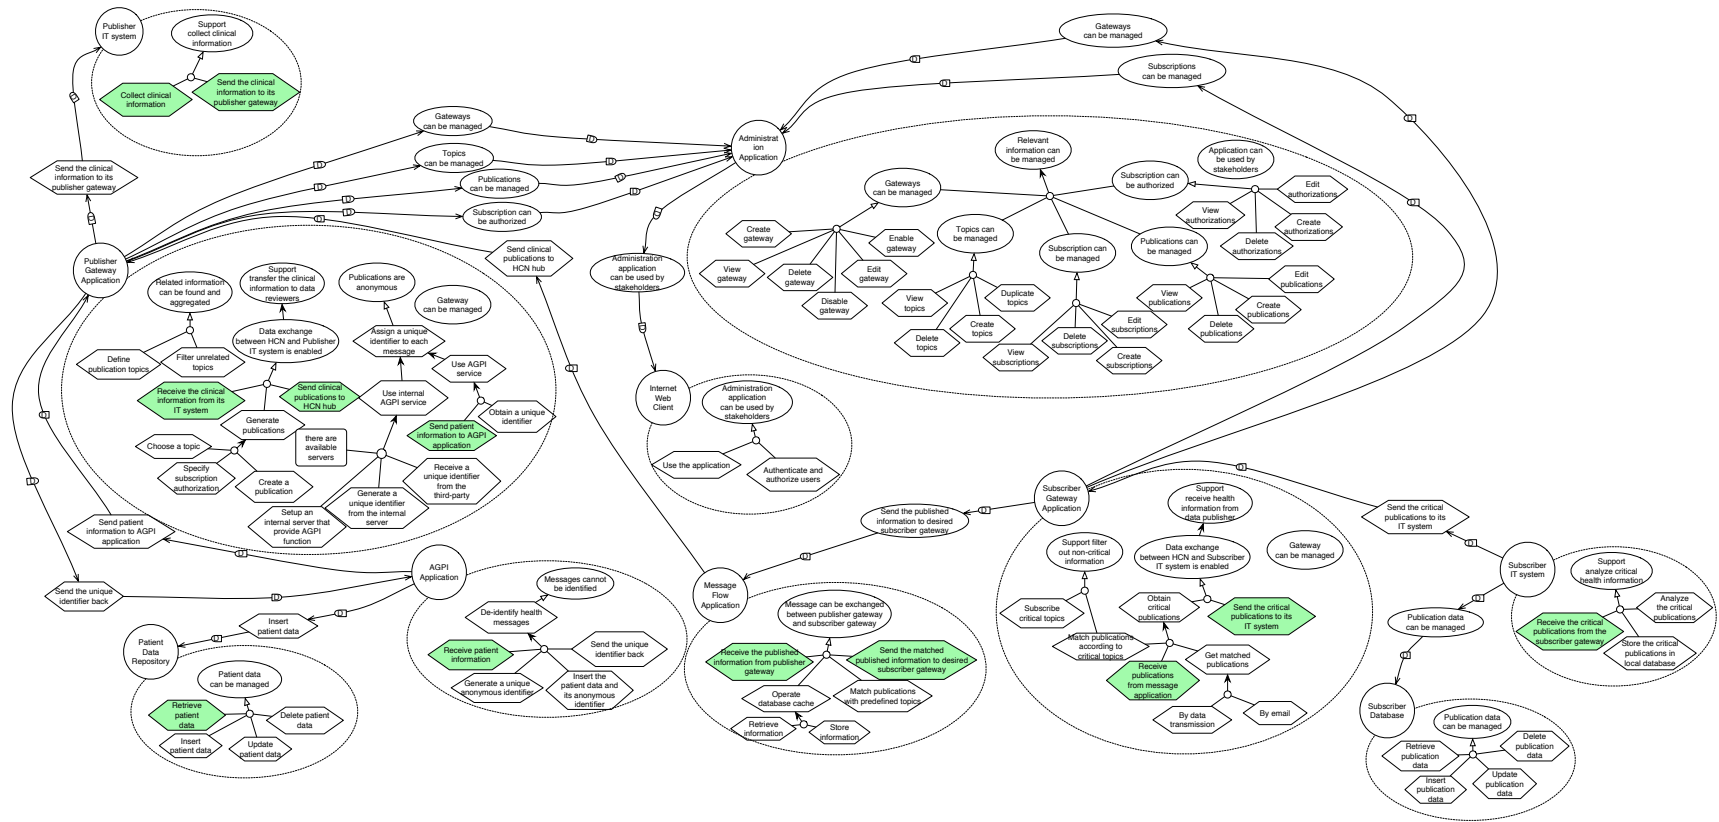 Publisher
IT system
Support
collect clinical
information
Collect clinical
information
Send the clinical
information to its
publisher gateway
Send the clinical
information to its
publisher gateway
Gateways
can be managed
Topics
can be managed
Publications
can be managed
Subscription can
be authorized
Send clinical
publications to
HCN hub
Administrat
ion
Application
Gateways
can be managed
Subscriptions
can be managed
Relevant
information can
be managed
Application can
be used by
stakeholders
Gateways
can be managed
Subscription can
be authorized
Edit
authorizations
View
authorizations
Create
authorizations
Delete
authorizations
Create
gateway
Enable
gateway
View
gateway
Delete
gateway
Edit
gateway
Disable
gateway
Topics can
be managed
Subscription can
be managed
Publications can
be managed
View
topics
Duplicate
topics
Create
topics
Delete
topics
Edit
subscriptions
Delete
subscriptions
View
subscriptions
Create
subscriptions
View
publications
Edit
publications
Create
publications
Delete
publications
Administration
application
can be used by
stakeholders
Internet
Web
Client
Administration
application
can be used by
stakeholders
Use the application
Authenticate and
authorize users
Publisher
Gateway
Application
Related information
can be found and
aggregated
Support
transfer the clinical
information to data
reviewers
Publications are
anonymous
Gateway
can be managed
Data exchange
between HCN and Publisher
IT system is enabled
Assign a unique
identifier to each
message
Define
publication topics
Filter unrelated
topics
Use AGPI
service
Receive the clinical
information from its
IT system
Send clinical
publications to
HCN hub
Use internal
AGPI service
Obtain a unique
identifier
Send patient
information to AGPI
application
Generate
publications
there are
available
servers
Choose a topic
Specify
subscription
authorization
Create a
publication
Receive a
unique identifier
from the
third-party
Generate a
unique identifier
from the internal
server
Setup an
internal server that
provide AGPI
function
Send patient
information to AGPI
application
Send the unique
identifier back
AGPI
Application
Insert
patient data
Patient
Data
Repository
Patient data
can be managed
Retrieve
patient
data
Delete patient
data
Insert
patient data
Update
patient data
Messages cannot
be identified
De-identify health
messages
Receive patient
information
Send the unique
identifier back
Generate a unique
anonymous identifier
Insert the
patient data and
its anonymous
identifier
Message
Flow
Application
Send the published
information to desired
subscriber gateway
Message can be exchanged
between publisher gateway
and subscriber gateway
Receive the published
information from publisher
gateway
Send the matched
published information to desired
subscriber gateway
Operate
database cache
Match publications
with predefined topics
Retrieve
information
Store
information
Subscriber
Gateway
Application
Support
receive health
information from
data publisher
Support filter
out non-critical
information
Data exchange
between HCN and Subscriber
IT system is enabled
Gateway
can be managed
Subscribe
critical topics
Obtain
critical
publications
Send the critical
publications to its
IT system
Match publications
according to
critical topics
Get matched
publications
Receive
publications
from message
application
By data
transmission
By email
Send the critical
publications to its
IT system
Subscriber
IT system
Support
analyze critical
health information
Analyze
the critical
publications
Receive the critical
publications from the
subscriber gateway
Store the critical
publications in
local database
Publication data
can be managed
Subscriber
Database
Publication data
can be managed
Retrieve
publication
data
Delete
publication
data
Insert
publication
data
Update
publication data